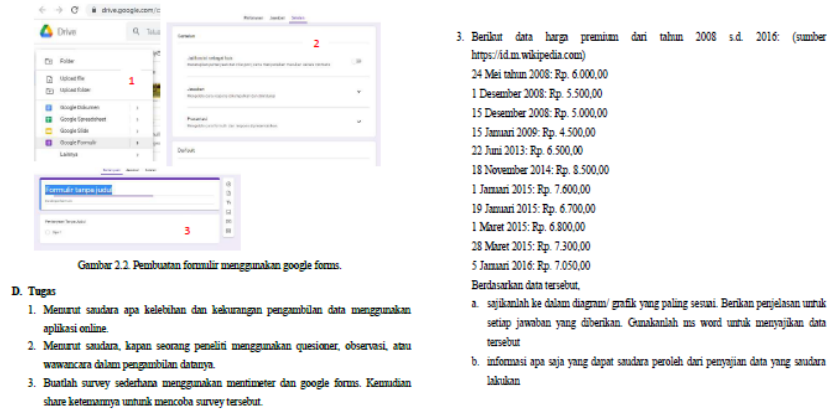 drive.google.com/c
Drive
Folder
Upload file
Upload folder
Google Dokumen
Google Spreadsheet
Google Slide
Google Formulir
Lainnya
1
2
Jawaban
Presentasi
Default
Formulir tanpa judul
3
Gambar 2.2. Pembuatan formulir menggunakan google forms.
D. Tugas
1. Menurut saudara apa kelebihan dan kekurangan pengambilan data menggunakan
aplikasi online.
2. Menurut saudara, kapan seorang peneliti menggunakan quesioner, observasi, atau
wawancara dalam pengambilan datanya.
3. Buatlah survey sederhana menggunakan mentimeter dan google forms. Kemudian
share ketemannya untunk mencoba survey tersebut.
3. Berikut data harga premium dari tahun 2008 s.d. 2016: (sumber
https://id.m.wikipedia.com)
24 Mei tahun 2008: Rp. 6.000,00
1 Desember 2008: Rp. 5.500,00
15 Desember 2008: Rp. 5.000,00
15 Januari 2009: Rp. 4.500,00
22 Juni 2013: Rp. 6.500,00
18 November 2014: Rp. 8.500,00
1 Januari 2015: Rp. 7.600,00
19 Januari 2015: Rp. 6.700,00
1 Maret 2015: Rp. 6.800,00
28 Maret 2015: Rp. 7.300,00
5 Januari 2016: Rp. 7.050,00
Berdasarkan data tersebut,
a. sajikanlah ke dalam diagram/ grafik yang paling sesuai. Berikan penjelasan untuk
setiap jawaban yang diberikan. Gunakanlah ms word untuk menyajikan data
tersebut
b. informasi apa saja yang dapat saudara peroleh dari penyajian data yang saudara
lakukan